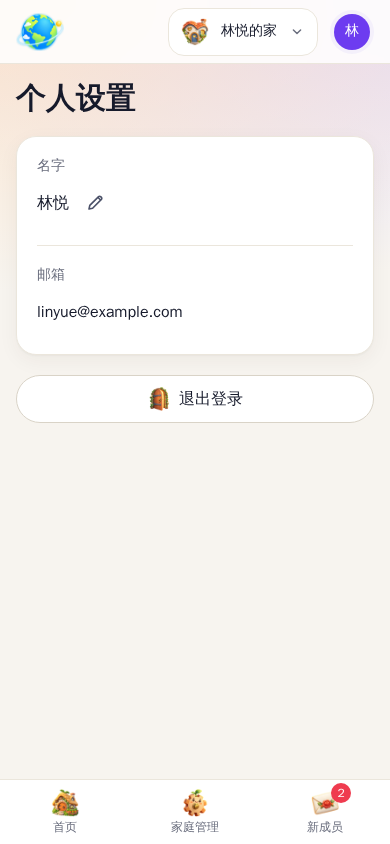 林悦的家
林
个人设置
名字
林悦
邮箱
linyue@example.com
退出登录
2
首页
家庭管理
新成员